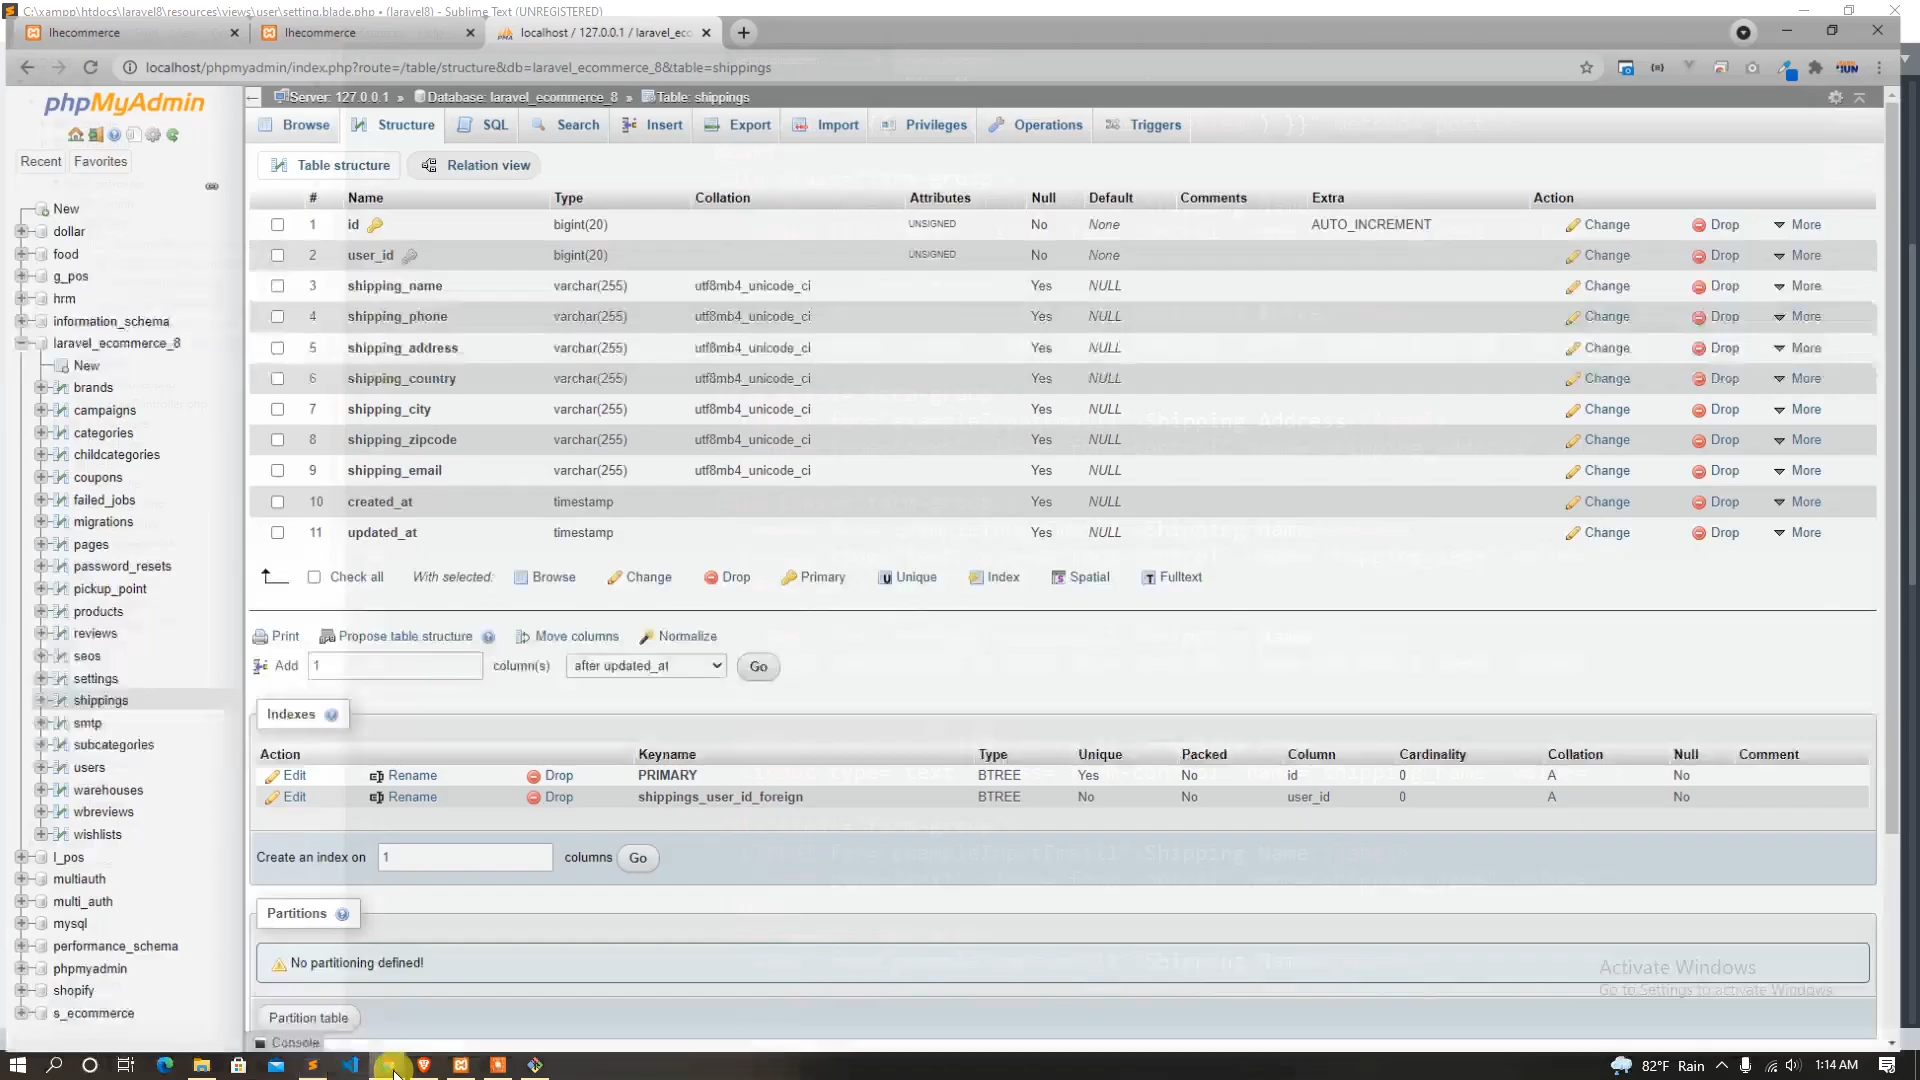 C:\xampp\htdocs\laravel8\resources\views\user\setting.blade.php • (laravel8) - Sublime Text (UNREGISTERED)
lhecommerce
lhecommerce
localhost / 127.0.0.1 / laravel_eco
localhost/phpmyadmin/index.php?route=/table/structure&db=laravel_ecommerce_8&table=shippings
phpMyAdmin
Server: 127.0.0.1 » Database: laravel_ecommerce_8 » Table: shippings
Browse Structure SQL Search Insert Export Import Privileges Operations Triggers
Recent Favorites
Table structure Relation view
# Name Type Collation Attributes Null Default Comments Extra Action
1 id bigint(20) UNSIGNED No None AUTO_INCREMENT Change Drop More
2 user_id bigint(20) UNSIGNED No None Change Drop More
3 shipping_name varchar(255) utf8mb4_unicode_ci Yes NULL Change Drop More
4 shipping_phone varchar(255) utf8mb4_unicode_ci Yes NULL Change Drop More
5 shipping_address varchar(255) utf8mb4_unicode_ci Yes NULL Change Drop More
6 shipping_country varchar(255) utf8mb4_unicode_ci Yes NULL Change Drop More
7 shipping_city varchar(255) utf8mb4_unicode_ci Yes NULL Change Drop More
8 shipping_zipcode varchar(255) utf8mb4_unicode_ci Yes NULL Change Drop More
9 shipping_email varchar(255) utf8mb4_unicode_ci Yes NULL Change Drop More
10 created_at timestamp Yes NULL Change Drop More
11 updated_at timestamp Yes NULL Change Drop More
Check all With selected: Browse Change Drop Primary Unique Index Spatial Fulltext
Print Propose table structure Move columns Normalize
Add 1 column(s) after updated_at Go
Indexes
Action Keyname Type Unique Packed Column Cardinality Collation Null Comment
Edit Rename Drop PRIMARY BTREE Yes No id 0 A No
Edit Rename Drop shippings_user_id_foreign BTREE No No user_id 0 A No
Create an index on 1 columns Go
Partitions
No partitioning defined!
Partition table
Console
New
dollar
food
g_pos
hrm
information_schema
laravel_ecommerce_8
New
brands
campaigns
categories
childcategories
coupons
failed_jobs
migrations
pages
password_resets
pickup_point
products
reviews
seos
settings
shippings
smtp
subcategories
users
warehouses
wbreviews
wishlists
l_pos
multiauth
multi_auth
mysql
performance_schema
phpmyadmin
shopify
s_ecommerce
Activate Windows
Go to Settings to activate Windows.
82°F Rain 1:14 AM